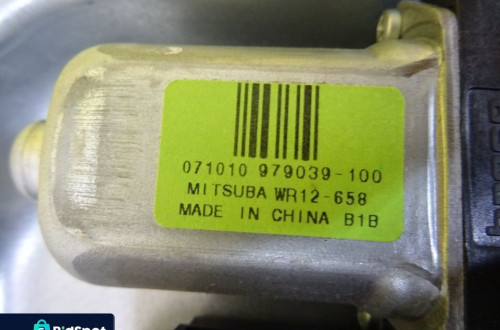 071010 979039-100
MITSUBA WR12-658
MADE IN CHINA B1B
BidSpot